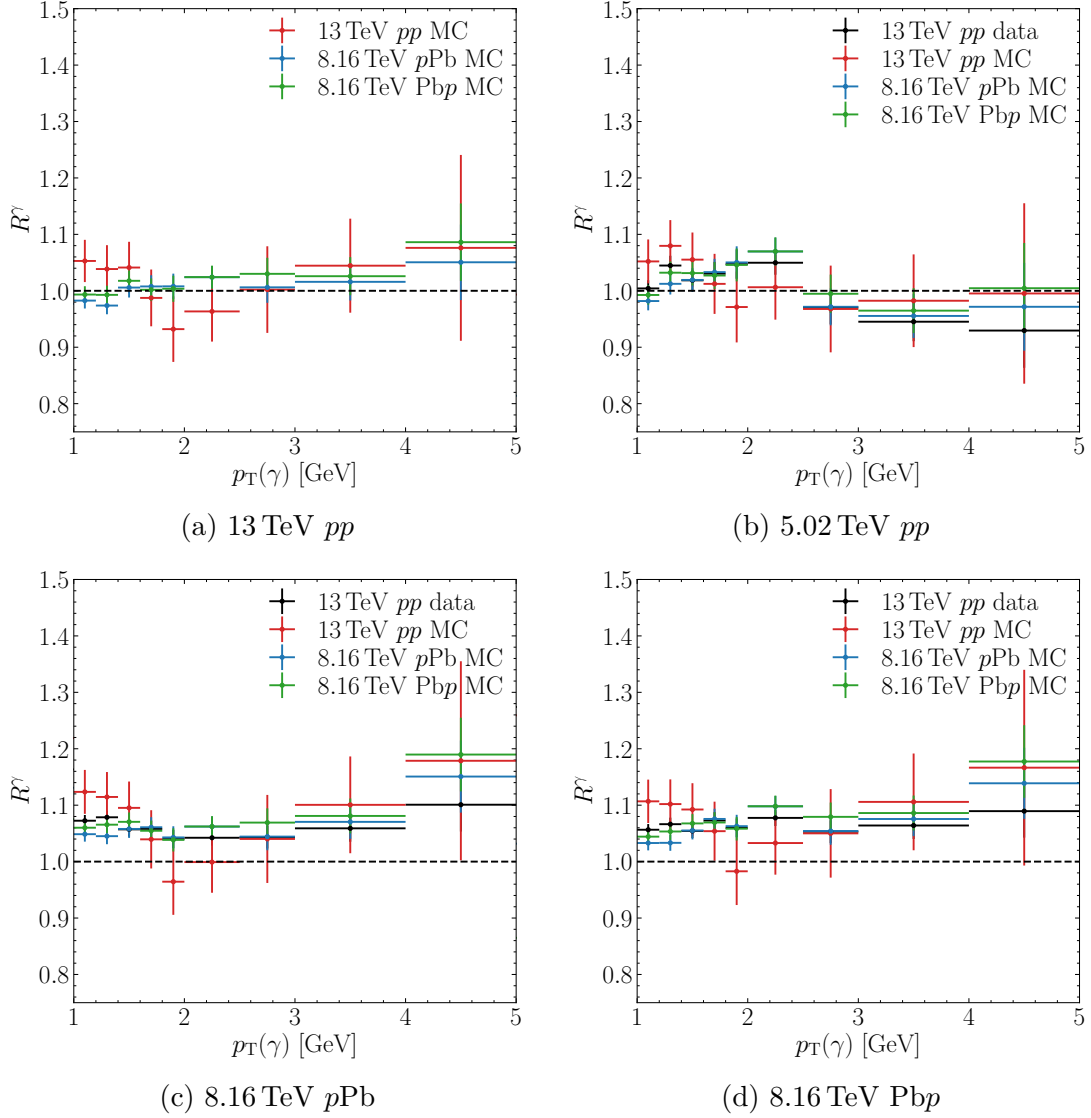 1.5
1.4
1.3
1.2
1.1
1.0
0.9
0.8
R^γ
13 TeV pp MC
8.16 TeV pPb MC
8.16 TeV Pbp MC
1 2 3 4 5
p_T(γ) [GeV]
(a) 13 TeV pp
1.5
1.4
1.3
1.2
1.1
1.0
0.9
0.8
R^γ
13 TeV pp data
13 TeV pp MC
8.16 TeV pPb MC
8.16 TeV Pbp MC
1 2 3 4 5
p_T(γ) [GeV]
(b) 5.02 TeV pp
1.5
1.4
1.3
1.2
1.1
1.0
0.9
0.8
R^γ
13 TeV pp data
13 TeV pp MC
8.16 TeV pPb MC
8.16 TeV Pbp MC
1 2 3 4 5
p_T(γ) [GeV]
(c) 8.16 TeV pPb
1.5
1.4
1.3
1.2
1.1
1.0
0.9
0.8
R^γ
13 TeV pp data
13 TeV pp MC
8.16 TeV pPb MC
8.16 TeV Pbp MC
1 2 3 4 5
p_T(γ) [GeV]
(d) 8.16 TeV Pbp